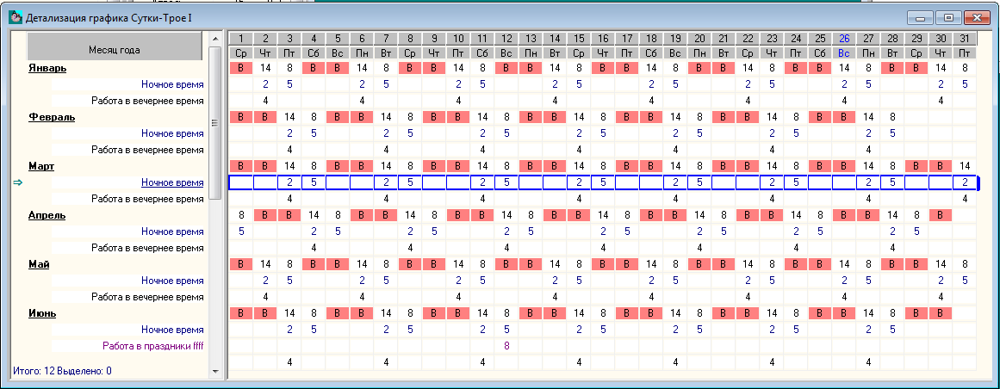 Детализация графика Сутки-Трое I
Месяц года
1 2 3 4 5 6 7 8 9 10 11 12 13 14 15 16 17 18 19 20 21 22 23 24 25 26 27 28 29 30 31
Ср Чт Пт Сб Вс Пн Вт Ср Чт Пт Сб Вс Пн Вт Ср Чт Пт Сб Вс Пн Вт Ср Чт Пт Сб Вс Пн Вт Ср Чт Пт
Январь В 14 8 В В 14 8 В В 14 8 В В 14 8 В В 14 8 В В 14 8 В В 14 8 В В 14 8
Ночное время 2 5 2 5 2 5 2 5 2 5 2 5 2 5 2 5
Работа в вечернее время 4 4 4 4 4 4 4 4
Февраль В В 14 8 В В 14 8 В В 14 8 В В 14 8 В В 14 8 В В 14 8 В В 14 8
Ночное время 2 5 2 5 2 5 2 5 2 5 2 5 2 5
Работа в вечернее время 4 4 4 4 4 4 4
Март В В 14 8 В В 14 8 В В 14 8 В В 14 8 В В 14 8 В В 14 8 В В 14 8 В В 14
⇒ Ночное время 2 5 2 5 2 5 2 5 2 5 2 5 2 5 2
Работа в вечернее время 4 4 4 4 4 4 4 4
Апрель 8 В В 14 8 В В 14 8 В В 14 8 В В 14 8 В В 14 8 В В 14 8 В В 14 8 В
Ночное время 5 2 5 2 5 2 5 2 5 2 5 2 5 2 5
Работа в вечернее время 4 4 4 4 4 4 4
Май В 14 8 В В 14 8 В В 14 8 В В 14 8 В В 14 8 В В 14 8 В В 14 8 В В 14 8
Ночное время 2 5 2 5 2 5 2 5 2 5 2 5 2 5 2 5
Работа в вечернее время 4 4 4 4 4 4 4 4
Июнь В В 14 8 В В 14 8 В В 14 8 В В 14 8 В В 14 8 В В 14 8 В В 14 8 В В
Ночное время 2 5 2 5 2 5 2 5 2 5 2 5 2 5
Работа в праздники ffff 8
4 4 4 4 4 4 4
Итого: 12 Выделено: 0